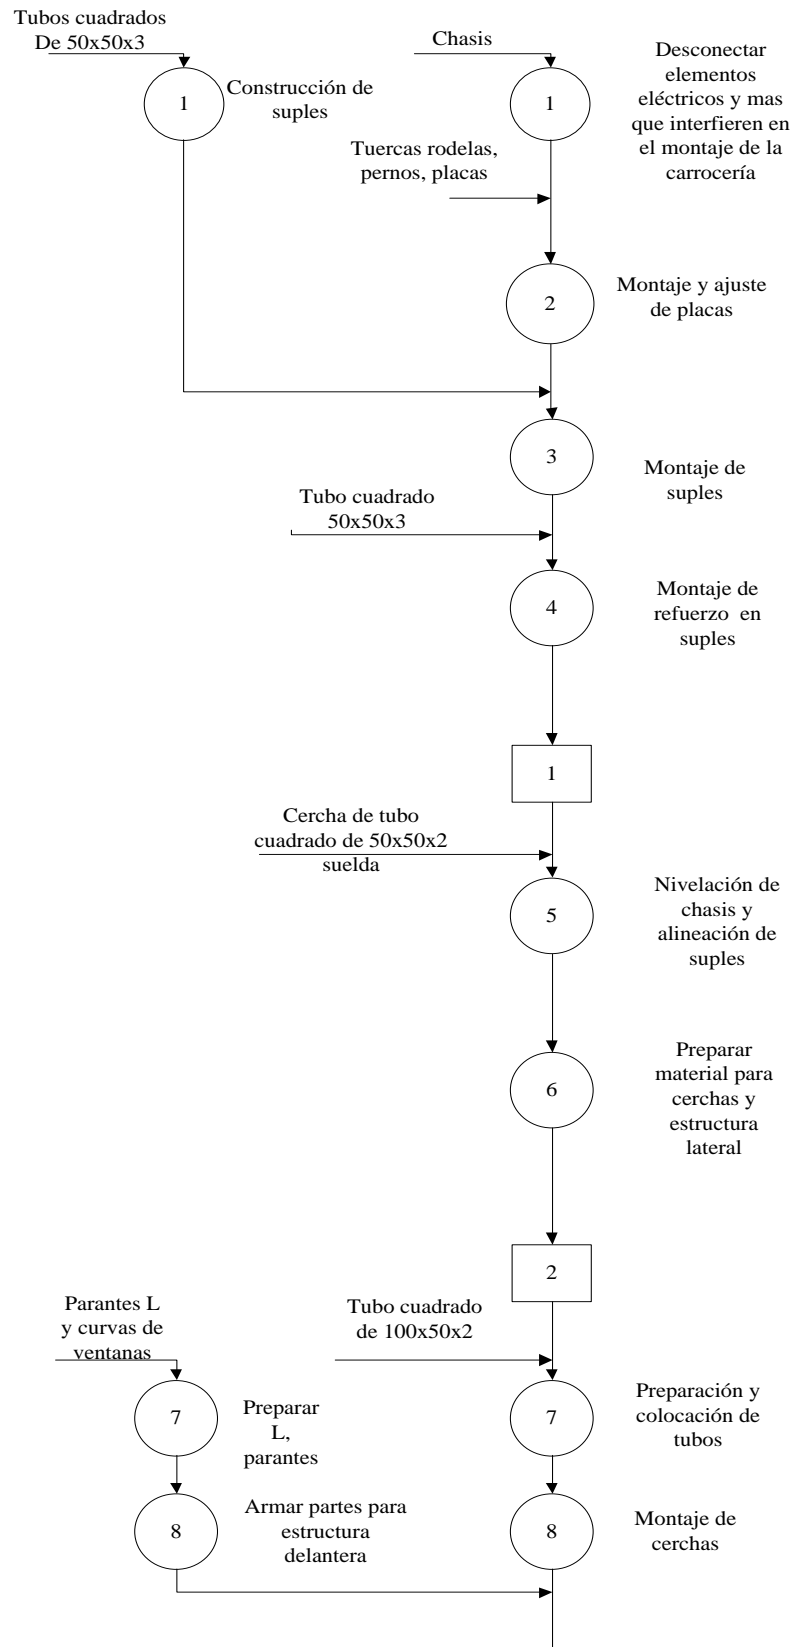 Tubos cuadrados
De 50x50x3
1
Construcción de
suples
Chasis
1
Desconectar
elementos
eléctricos y mas
que interfieren en
el montaje de la
carrocería
Tuercas rodelas,
pernos, placas
2
Montaje y ajuste
de placas
3
Montaje de
suples
Tubo cuadrado
50x50x3
4
Montaje de
refuerzo en
suples
1
Cercha de tubo
cuadrado de 50x50x2
suelda
5
Nivelación de
chasis y
alineación de
suples
6
Preparar
material para
cerchas y
estructura
lateral
2
Parantes L
y curvas de
ventanas
Tubo cuadrado
de 100x50x2
7
Preparar
L,
parantes
7
Preparación y
colocación de
tubos
8
Armar partes para
estructura
delantera
8
Montaje de
cerchas